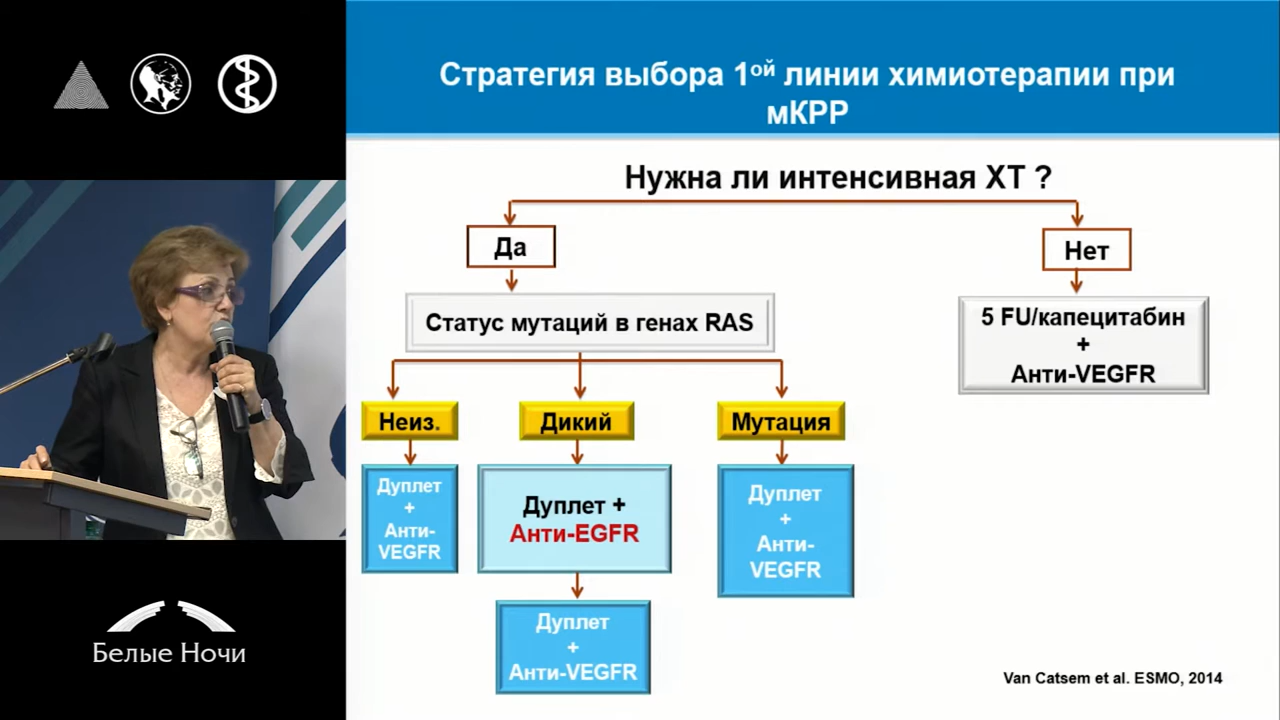 Стратегия выбора 1ой линии химиотерапии при
мКРР
Нужна ли интенсивная ХТ ?
Да
Нет
Статус мутаций в генах RAS
5 FU/капецитабин
+
Анти-VEGFR
Неиз.
Дикий
Мутация
Дуплет
+
Анти-
VEGFR
Дуплет +
Анти-EGFR
Дуплет
+
Анти-
VEGFR
Дуплет
+
Анти-VEGFR
Van Catsem et al. ESMO, 2014
Белые Ночи